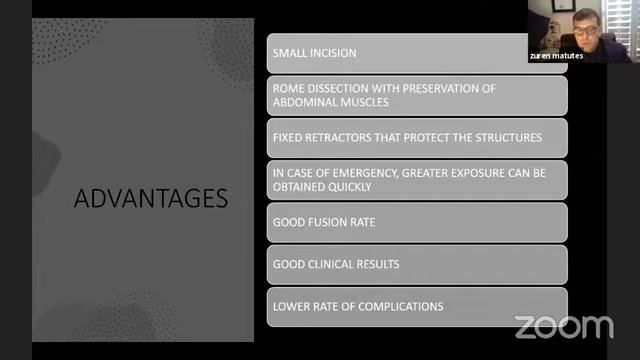 zuren matutes
SMALL INCISION
ROME DISSECTION WITH PRESERVATION OF
ABDOMINAL MUSCLES
FIXED RETRACTORS THAT PROTECT THE STRUCTURES
IN CASE OF EMERGENCY, GREATER EXPOSURE CAN BE
OBTAINED QUICKLY
ADVANTAGES
GOOD FUSION RATE
GOOD CLINICAL RESULTS
LOWER RATE OF COMPLICATIONS
zoom